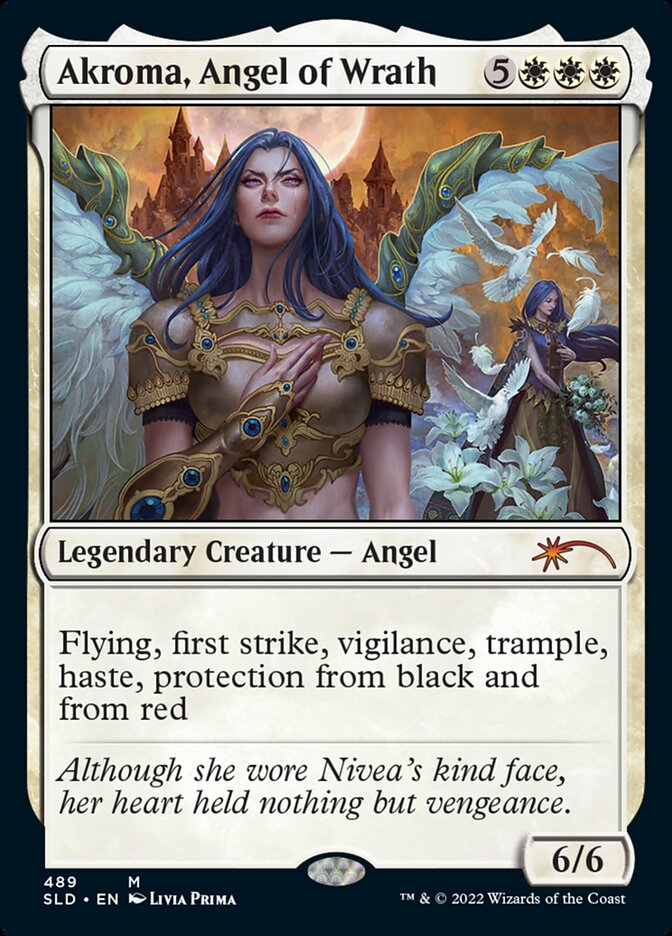 Akroma, Angel of Wrath 5
Legendary Creature — Angel
Flying, first strike, vigilance, trample,
haste, protection from black and
from red
Although she wore Nivea's kind face,
her heart held nothing but vengeance.
6/6
489 M
SLD • EN Livia Prima
™ & © 2022 Wizards of the Coast